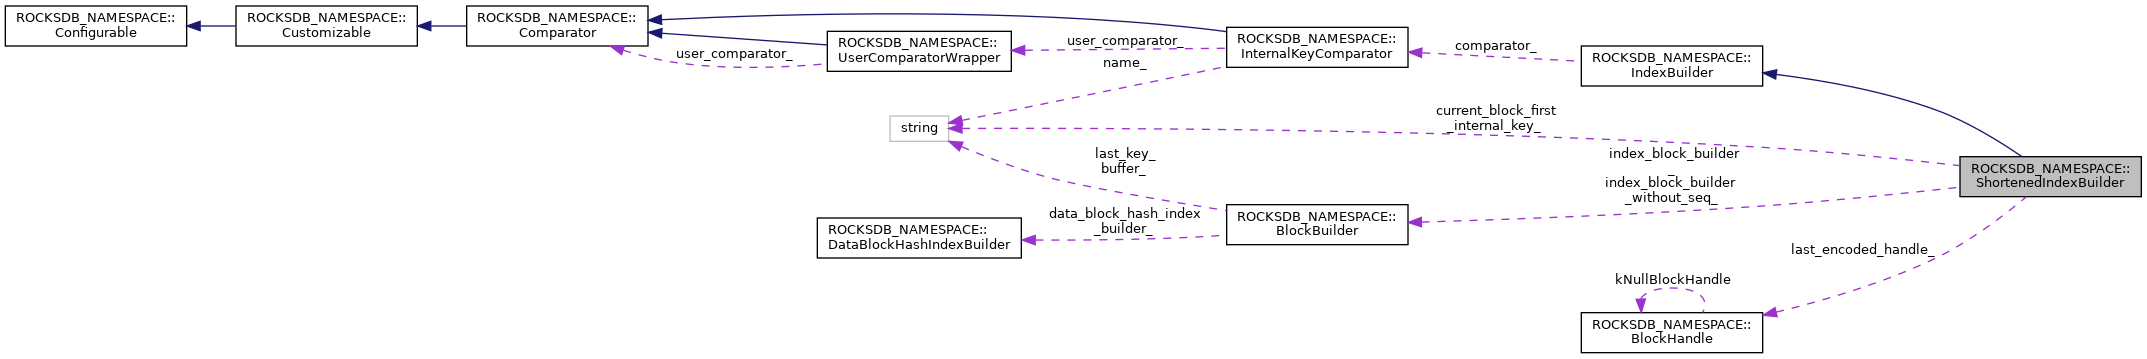 ROCKSDB_NAMESPACE::
Configurable
ROCKSDB_NAMESPACE::
Customizable
ROCKSDB_NAMESPACE::
Comparator
user_comparator_
ROCKSDB_NAMESPACE::
UserComparatorWrapper
user_comparator_
name_
ROCKSDB_NAMESPACE::
InternalKeyComparator
comparator_
ROCKSDB_NAMESPACE::
IndexBuilder
string
current_block_first
_internal_key_
last_key_
buffer_
index_block_builder
_
index_block_builder
_without_seq_
ROCKSDB_NAMESPACE::
ShortenedIndexBuilder
ROCKSDB_NAMESPACE::
DataBlockHashIndexBuilder
data_block_hash_index
_builder_
ROCKSDB_NAMESPACE::
BlockBuilder
last_encoded_handle_
kNullBlockHandle
ROCKSDB_NAMESPACE::
BlockHandle